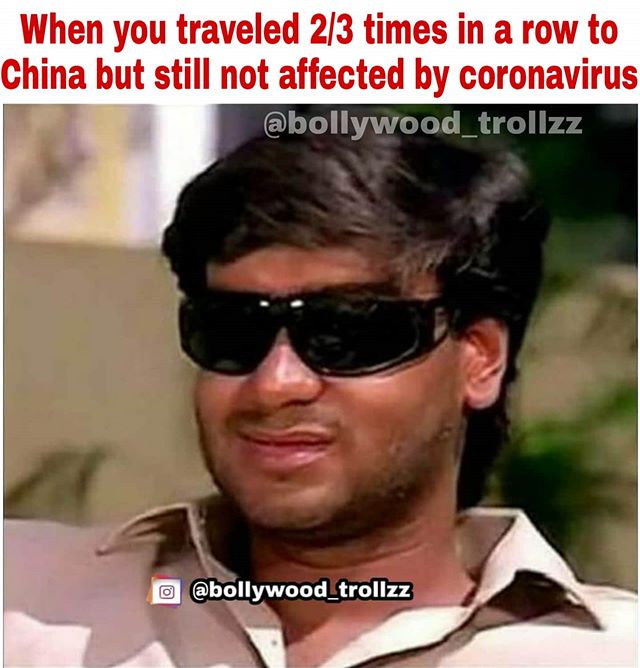 When you traveled 2/3 times in a row to
China but still not affected by coronavirus
@bollywood_trollzz
@bollywood_trollzz